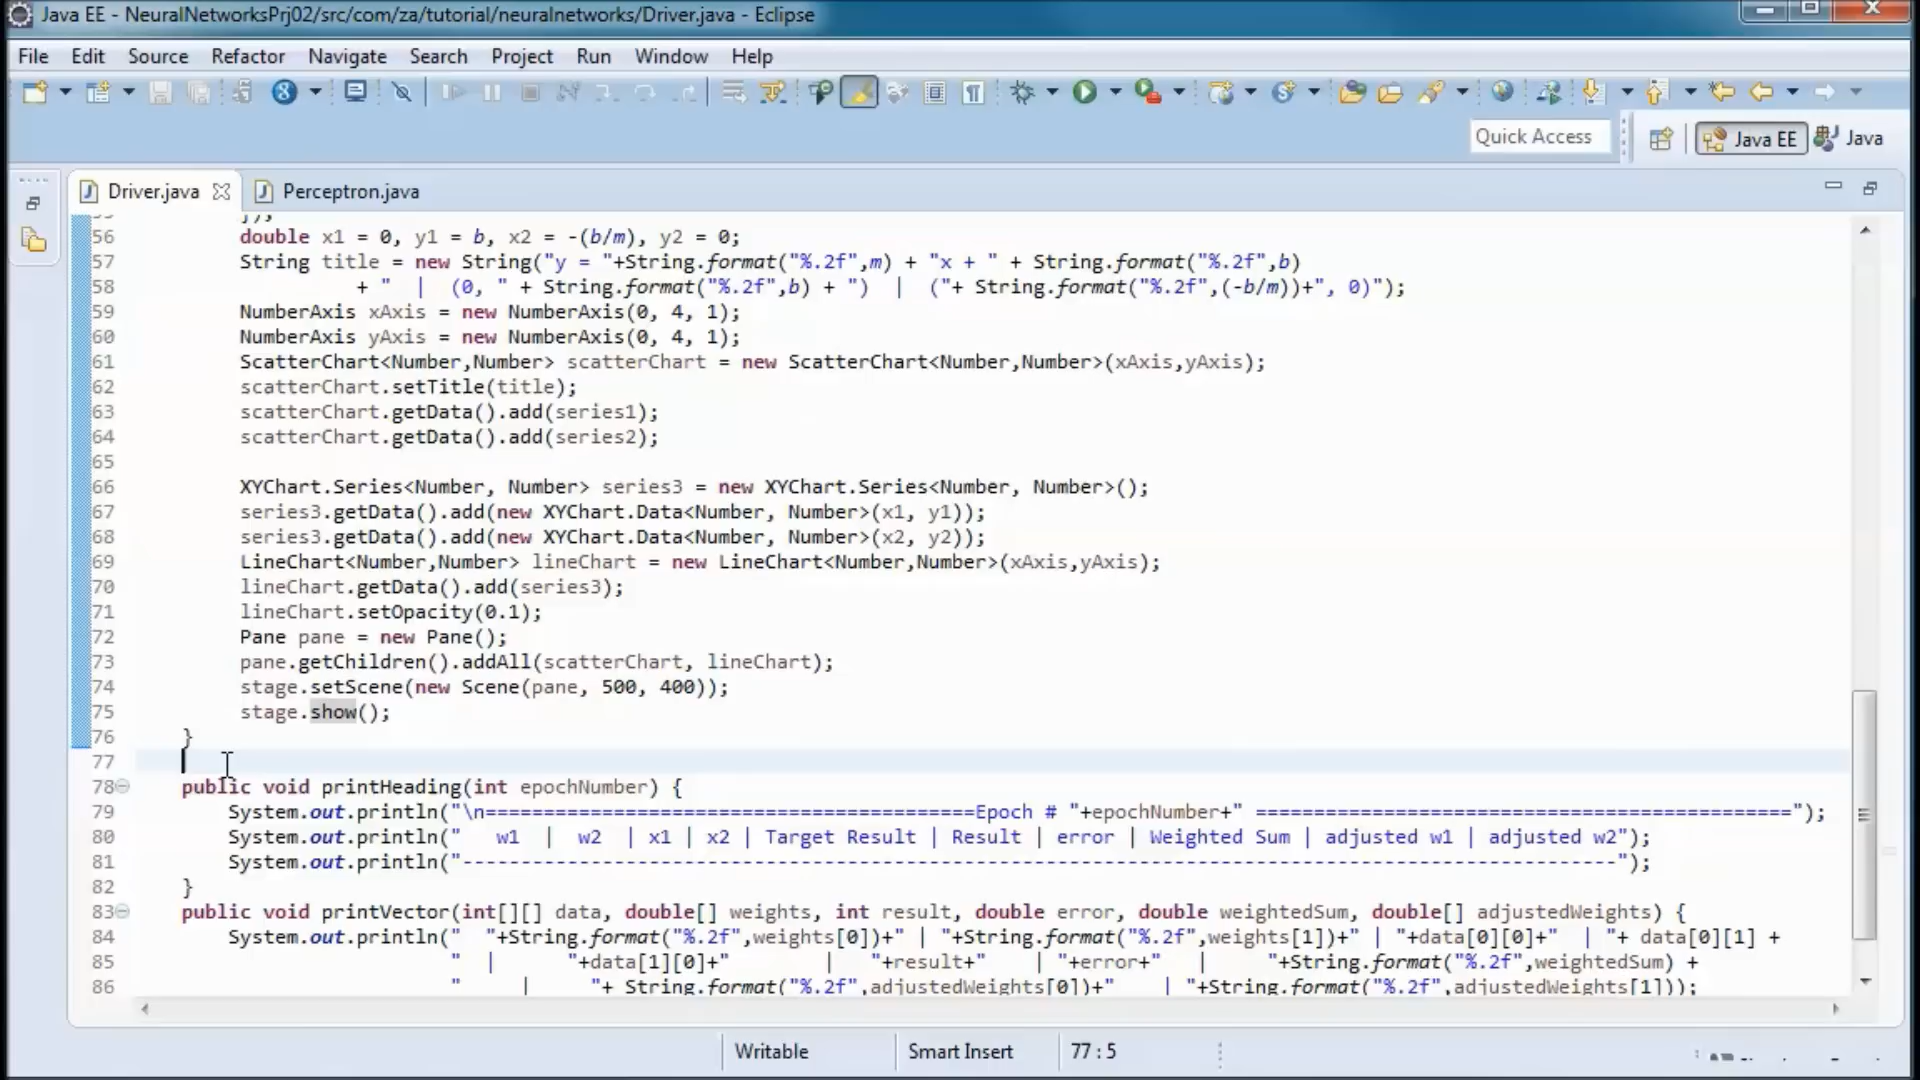 Java EE - NeuralNetworksPrj02/src/com/za/tutorial/neuralnetworks/Driver.java - Eclipse
File Edit Source Refactor Navigate Search Project Run Window Help
Quick Access
Java EE
Java
Driver.java
Perceptron.java
55 });
56 double x1 = 0, y1 = b, x2 = -(b/m), y2 = 0;
57 String title = new String("y = "+String.format("%.2f",m) + "x + " + String.format("%.2f",b)
58 + "  |  (0, " + String.format("%.2f",b) + ")  |  ("+ String.format("%.2f",(-b/m))+", 0)");
59 NumberAxis xAxis = new NumberAxis(0, 4, 1);
60 NumberAxis yAxis = new NumberAxis(0, 4, 1);
61 ScatterChart<Number,Number> scatterChart = new ScatterChart<Number,Number>(xAxis,yAxis);
62 scatterChart.setTitle(title);
63 scatterChart.getData().add(series1);
64 scatterChart.getData().add(series2);
65
66 XYChart.Series<Number, Number> series3 = new XYChart.Series<Number, Number>();
67 series3.getData().add(new XYChart.Data<Number, Number>(x1, y1));
68 series3.getData().add(new XYChart.Data<Number, Number>(x2, y2));
69 LineChart<Number,Number> lineChart = new LineChart<Number,Number>(xAxis,yAxis);
70 lineChart.getData().add(series3);
71 lineChart.setOpacity(0.1);
72 Pane pane = new Pane();
73 pane.getChildren().addAll(scatterChart, lineChart);
74 stage.setScene(new Scene(pane, 500, 400));
75 stage.show();
76 }
77
78 public void printHeading(int epochNumber) {
79 System.out.println("\n==========================================Epoch # "+epochNumber+" ==============================================");
80 System.out.println("   w1  |  w2  | x1 | x2 | Target Result | Result | error | Weighted Sum | adjusted w1 | adjusted w2");
81 System.out.println("---------------------------------------------------------------------------------------------------");
82 }
83 public void printVector(int[][] data, double[] weights, int result, double error, double weightedSum, double[] adjustedWeights) {
84 System.out.println("  "+String.format("%.2f",weights[0])+" | "+String.format("%.2f",weights[1])+" | "+data[0][0]+"  | "+ data[0][1] +
85 "  |      "+data[1][0]+"        |   "+result+"    | "+error+"   |     "+String.format("%.2f",weightedSum) +
86 "     |     "+ String.format("%.2f",adjustedWeights[0])+"    | "+String.format("%.2f",adjustedWeights[1]));
Writable
Smart Insert
77 : 5